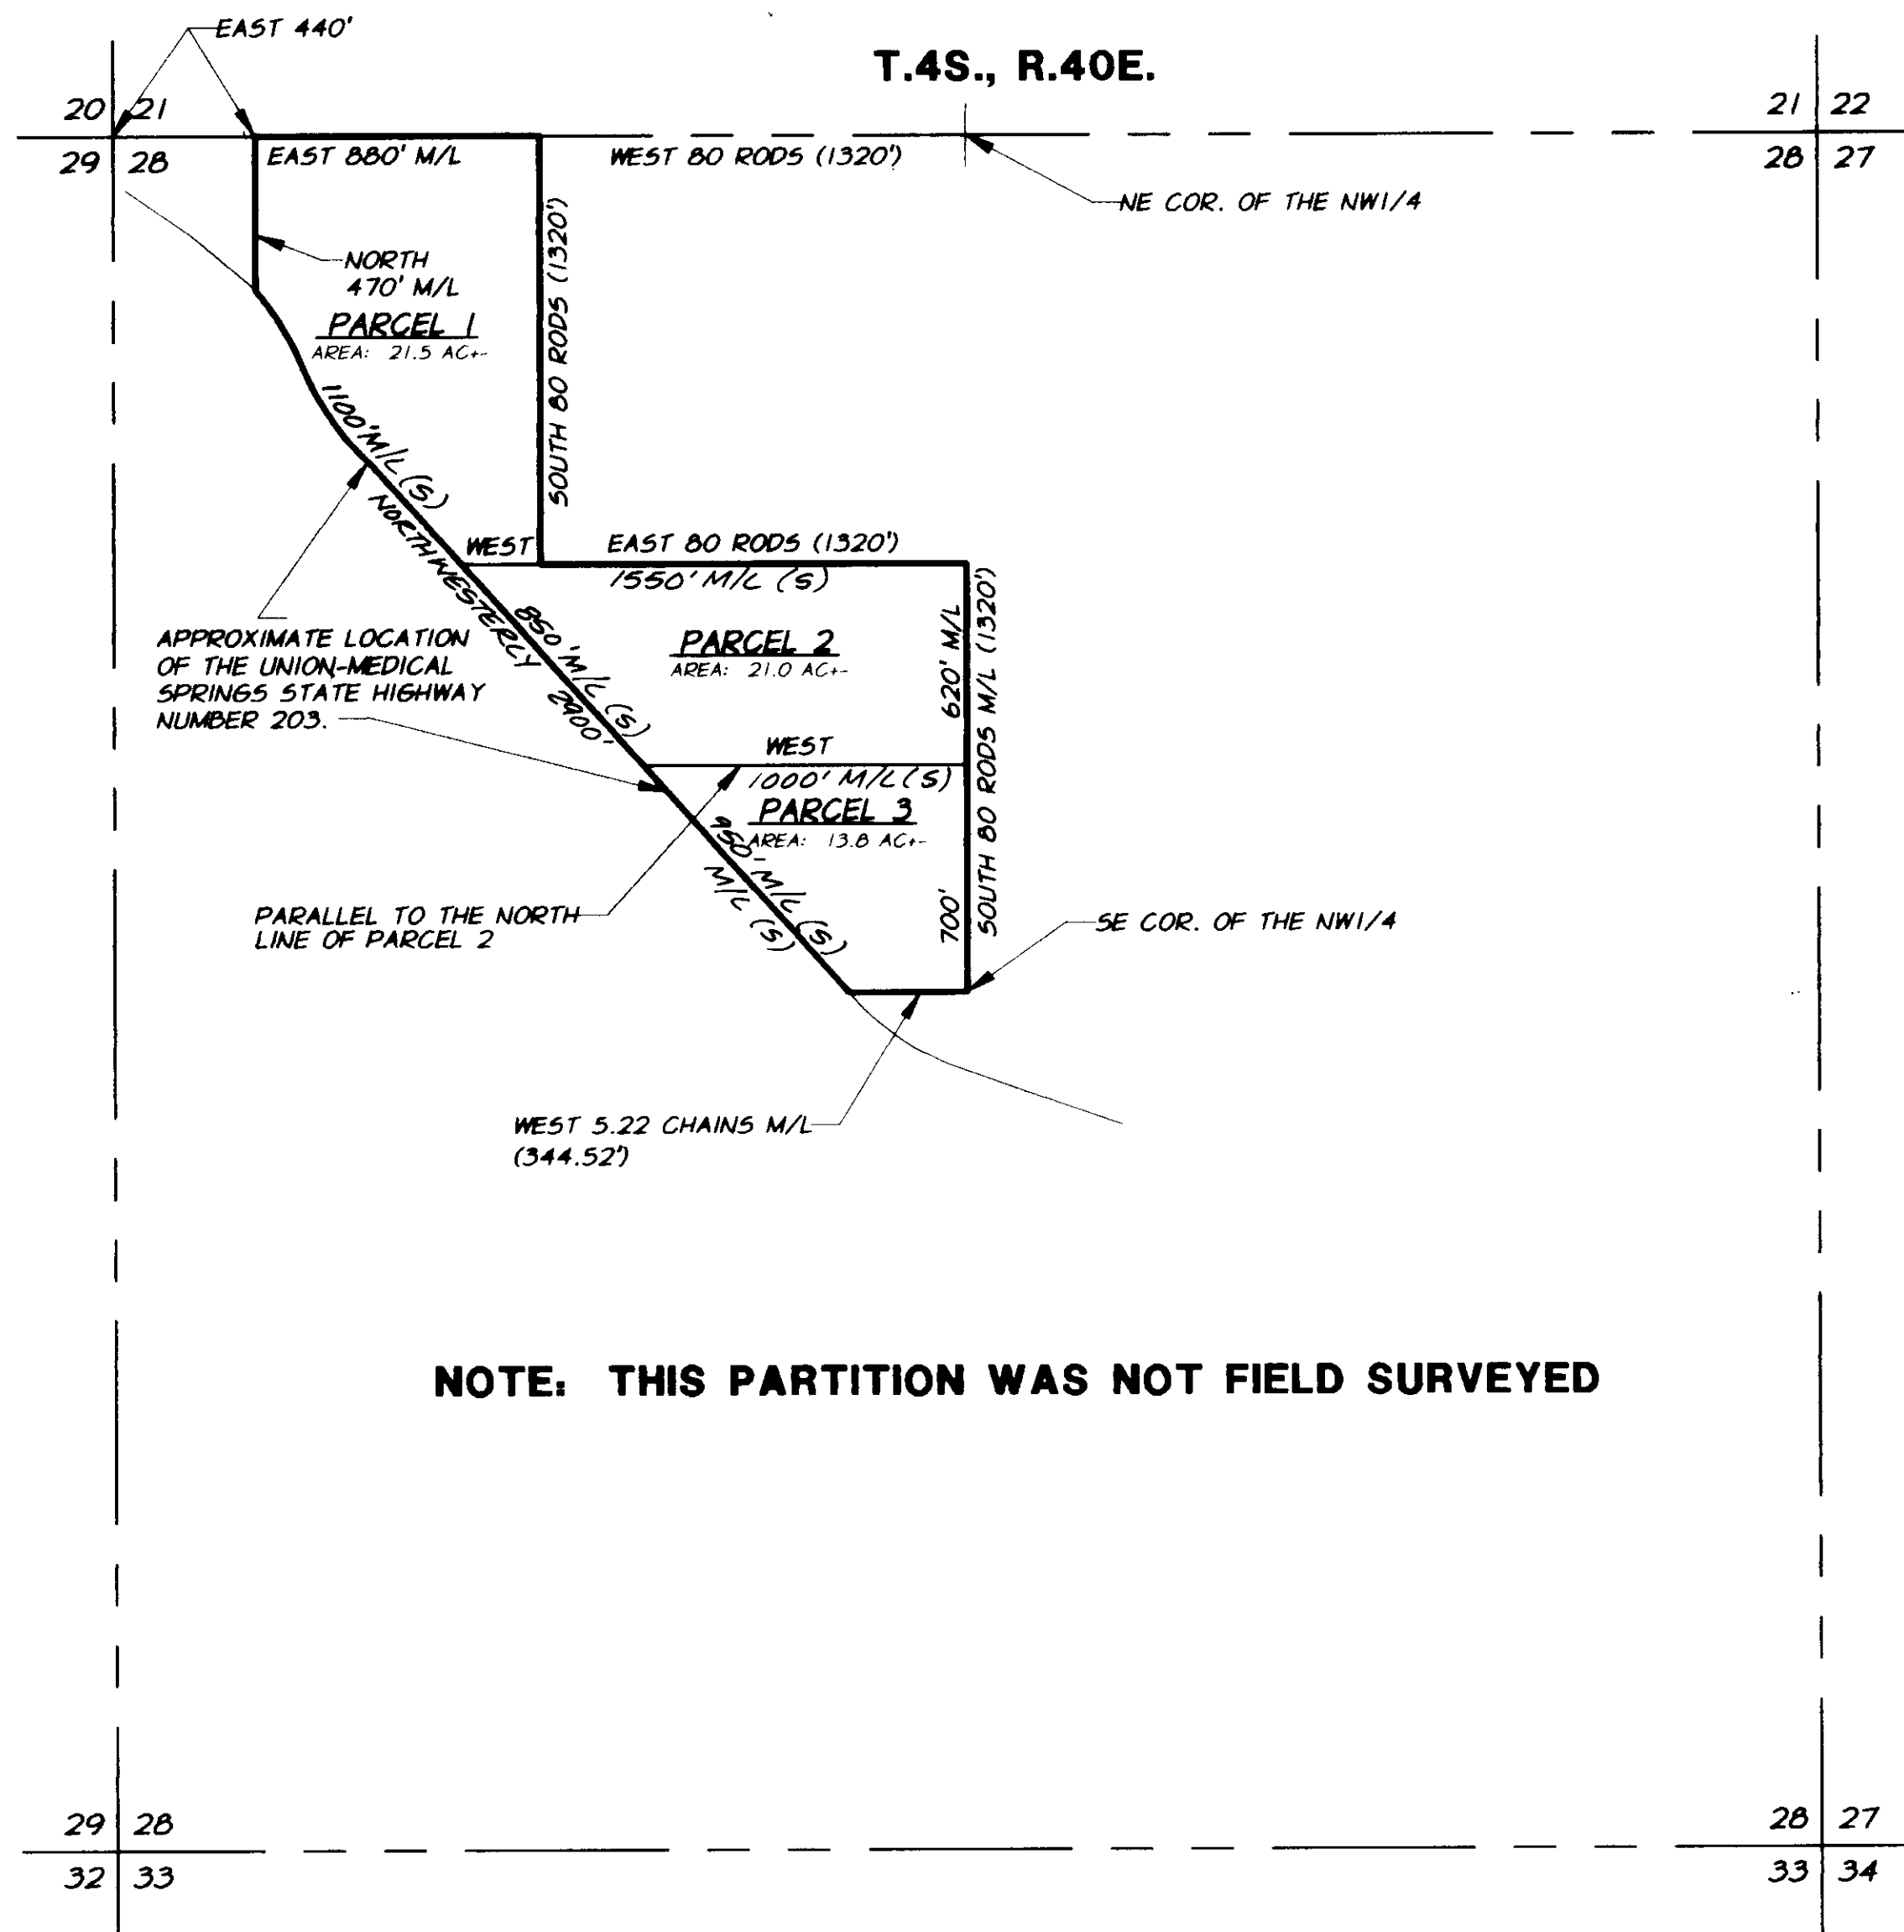 EAST 440'
T.4S., R.40E.
20 21
21 22
29 28
EAST 880' M/L
WEST 80 RODS (1320')
28 27
NE COR. OF THE NW1/4
NORTH
470' M/L
SOUTH 80 RODS (1320')
PARCEL 1
AREA: 21.5 AC+-
1100' M/L (S)
NORTHWESTERLY 2900'
M/L (S)
WEST
EAST 80 RODS (1320')
1550' M/L (S)
850' M/L (S)
PARCEL 2
AREA: 21.0 AC+-
620' M/L
SOUTH 80 RODS M/L (1320')
APPROXIMATE LOCATION
OF THE UNION-MEDICAL
SPRINGS STATE HIGHWAY
NUMBER 203.
WEST
1000' M/L (S)
PARCEL 3
AREA: 13.8 AC+-
950' M/L (S)
700'
PARALLEL TO THE NORTH
LINE OF PARCEL 2
SE COR. OF THE NW1/4
WEST 5.22 CHAINS M/L
(344.52')
NOTE: THIS PARTITION WAS NOT FIELD SURVEYED
29 28
28 27
32 33
33 34